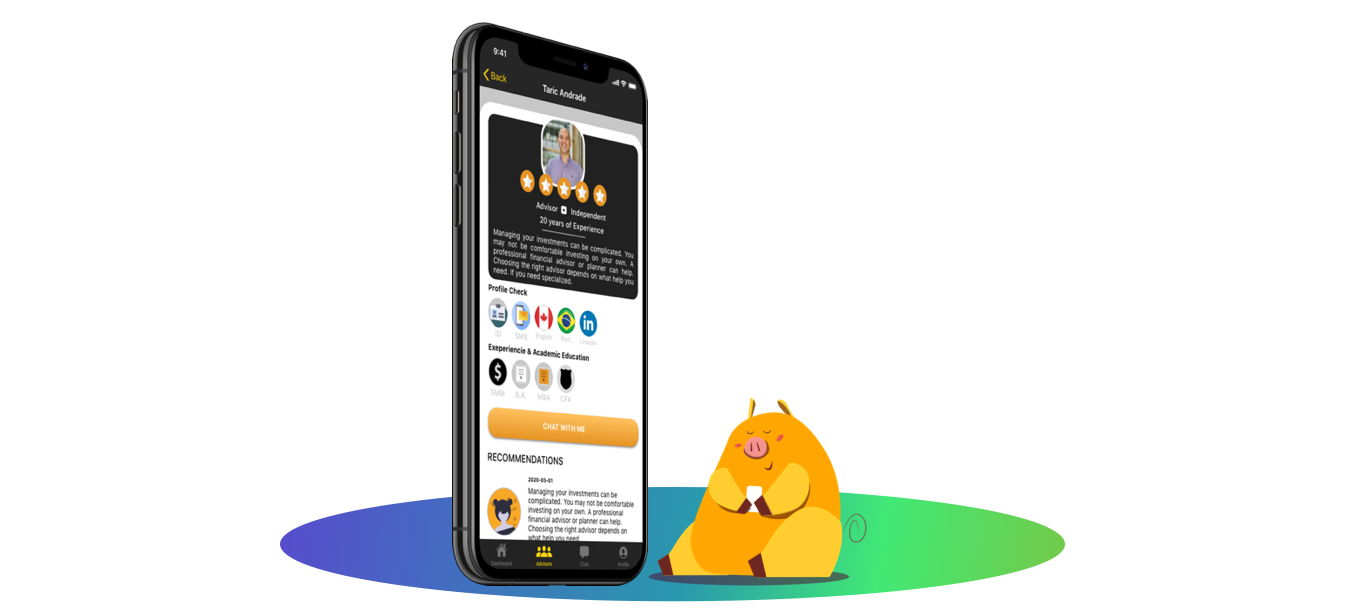 9:41
Back
Taric Andrade
Advisor Independent
20 years of Experience
Managing your investments can be complicated. You
may not be comfortable investing on your own. A
professional financial advisor or planner can help.
Choosing the right advisor depends on what help you
need. If you need specialized.
Profile Check
ID SMS English Port LinkedIn
Exeperiencie & Academic Education
$
5MM B.A. MBA CFA
CHAT WITH ME
RECOMMENDATIONS
2020-05-01
Managing your investments can be
complicated. You may not be comfortable
investing on your own. A professional
financial advisor or planner can help.
Choosing the right advisor depends on
what help you need.
Dashboard Advisors Chat Profile